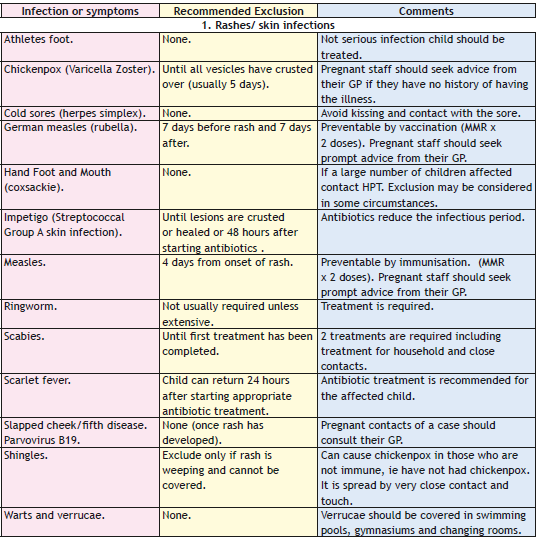 Infection or symptoms Recommended Exclusion Comments
1. Rashes/ skin infections
Athletes foot. None. Not serious infection child should be
treated.
Chickenpox (Varicella Zoster). Until all vesicles have crusted Pregnant staff should seek advice from
over (usually 5 days). their GP if they have no history of having
the illness.
Cold sores (herpes simplex). None. Avoid kissing and contact with the sore.
German measles (rubella). 7 days before rash and 7 days Preventable by vaccination (MMR x
after. 2 doses). Pregnant staff should seek
prompt advice from their GP.
Hand Foot and Mouth None. If a large number of children affected
(coxsackie). contact HPT. Exclusion may be considered
in some circumstances.
Impetigo (Streptococcal Until lesions are crusted Antibiotics reduce the infectious period.
Group A skin infection). or healed or 48 hours after
starting antibiotics .
Measles. 4 days from onset of rash. Preventable by immunisation. (MMR
x 2 doses). Pregnant staff should seek
prompt advice from their GP.
Ringworm. Not usually required unless Treatment is required.
extensive.
Scabies. Until first treatment has been 2 treatments are required including
completed. treatment for household and close
contacts.
Scarlet fever. Child can return 24 hours Antibiotic treatment is recommended for
after starting appropriate the affected child.
antibiotic treatment.
Slapped cheek/fifth disease. None (once rash has Pregnant contacts of a case should
Parvovirus B19. developed). consult their GP.
Shingles. Exclude only if rash is Can cause chickenpox in those who are
weeping and cannot be not immune, ie have not had chickenpox.
covered. It is spread by very close contact and
touch.
Warts and verrucae. None. Verrucae should be covered in swimming
pools, gymnasiums and changing rooms.